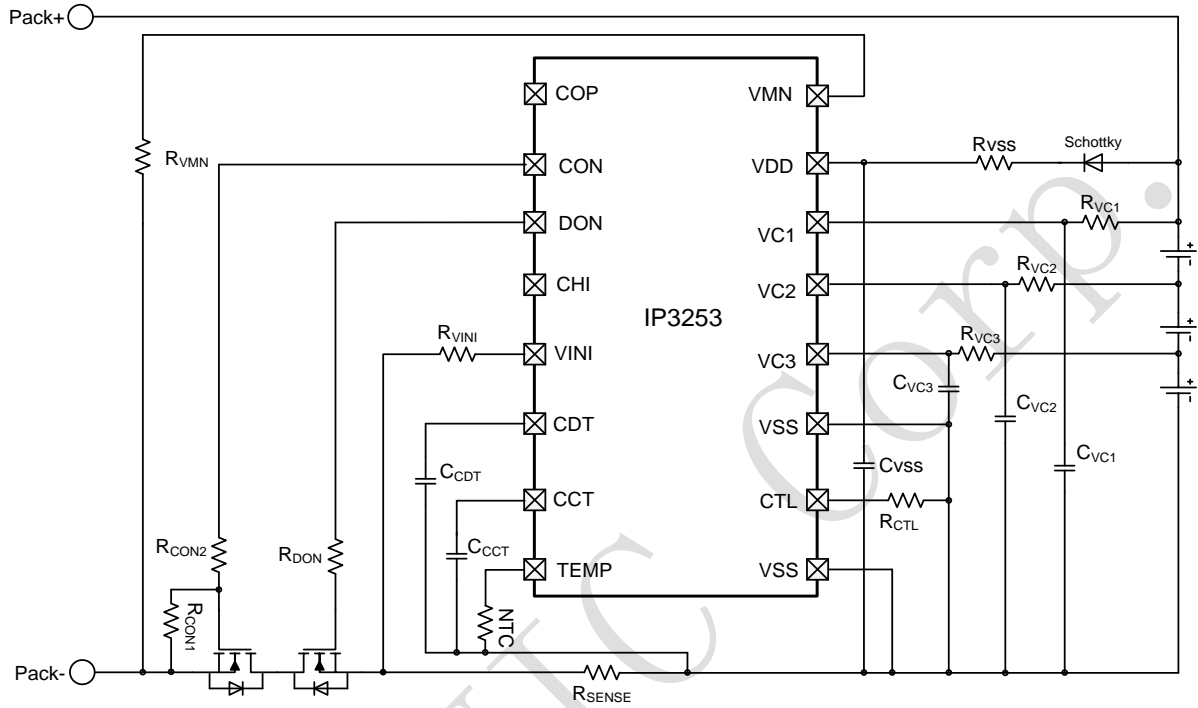 Pack+
COP
VMN
RVMN
Rvss
Schottky
CON
VDD
RVC1
DON
VC1
RVC2
CHI
VC2
IP3253
RVINI
RVC3
VINI
VC3
CVC3
CVC2
CDT
VSS
CCDT
Cvss
CVC1
CCT
CTL
RCTL
RCON2
RDON
CCCT
TEMP
VSS
RCON1
NTC
Pack-
RSENSE
IC Corp.